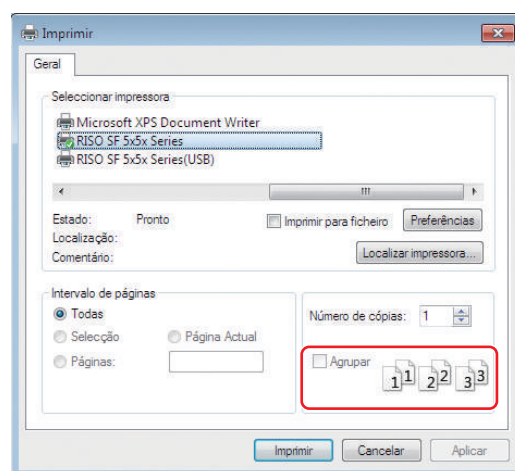 Imprimir
Geral
Seleccionar impressora
Microsoft XPS Document Writer
RISO SF 5x5x Series
RISO SF 5x5x Series(USB)
Estado: Pronto
Imprimir para ficheiro
Preferências
Localização:
Comentário:
Localizar impressora...
Intervalo de páginas
Todas
Selecção
Página Actual
Páginas:
Número de cópias: 1
Agrupar
1 1 2 2 3 3
Imprimir
Cancelar
Aplicar